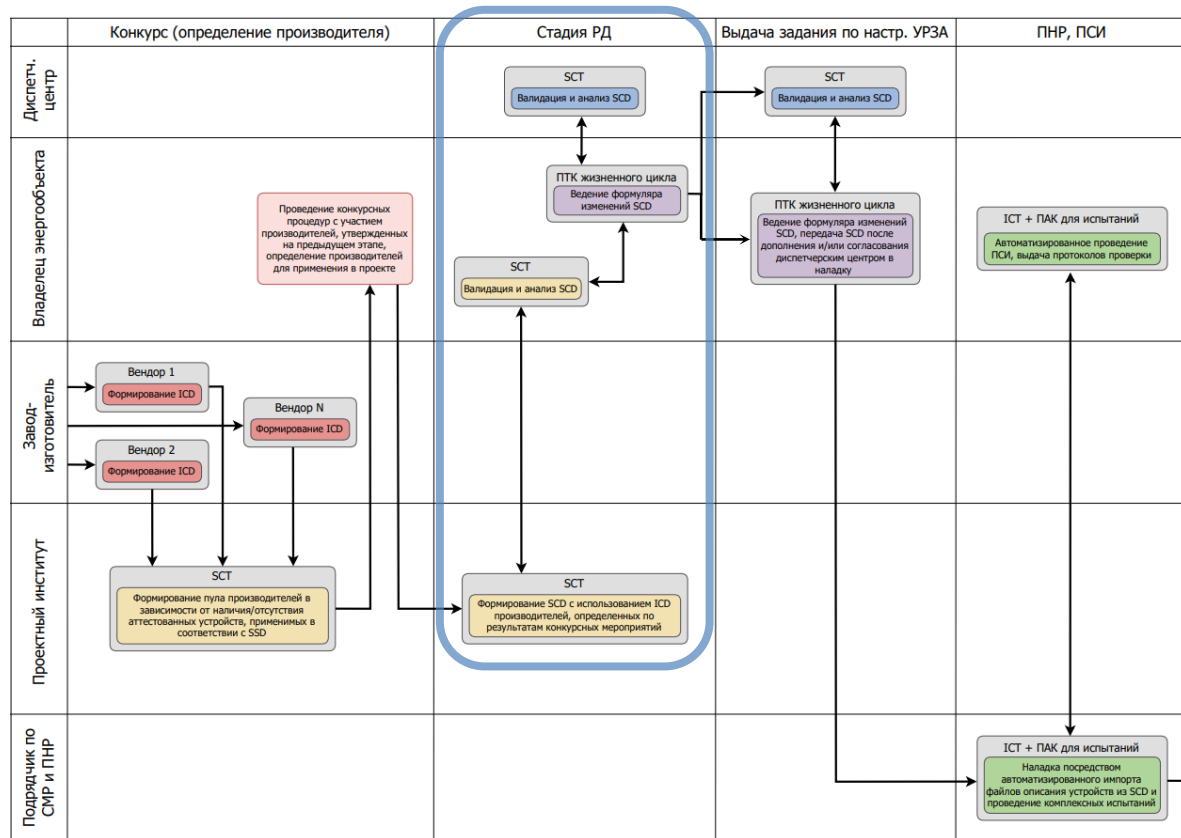 Конкурс (определение производителя)
Стадия РД
Выдача задания по настр. УРЗА
ПНР, ПСИ
Диспетч.
центр
SCT
Валидация и анализ SCD
SCT
Валидация и анализ SCD
Владелец энергообъекта
Проведение конкурсных
процедур с участием
производителей, утвержденных
на предыдущем этапе,
определение производителей
для применения в проекте
ПТК жизненного цикла
Ведение формуляра
изменений SCD
SCT
Валидация и анализ SCD
ПТК жизненного цикла
Ведение формуляра изменений
SCD, передача SCD после
дополнения и/или согласования
диспетчерским центром в
наладку
ICT + ПАК для испытаний
Автоматизированное проведение
ПСИ, выдача протоколов проверки
Завод-
изготовитель
Вендор 1
Формирование ICD
Вендор N
Формирование ICD
Вендор 2
Формирование ICD
Проектный институт
SCT
Формирование пула производителей в
зависимости от наличия/отсутствия
аттестованных устройств, применимых в
соответствии с SSD
SCT
Формирование SCD с использованием ICD
производителей, определенных по
результатам конкурсных мероприятий
Подрядчик по
СМР и ПНР
ICT + ПАК для испытаний
Наладка посредством
автоматизированного импорта
файлов описания устройств из SCD и
проведение комплексных испытаний